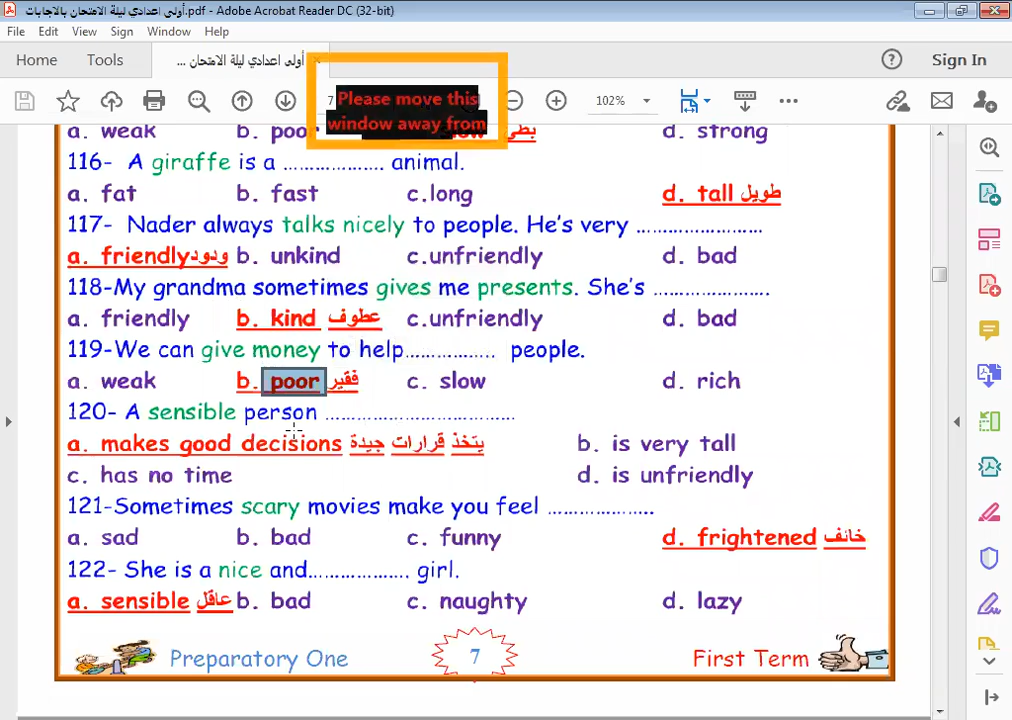 أولى اعدادي ليلة الامتحان بالاجابات.pdf - Adobe Acrobat Reader DC (32-bit)
File Edit View Sign Window Help
Home Tools أولى اعدادي ليلة الامتحان ... × Sign In
7 Please move this
window away from
102%
a. weak b. poor slow d. strong
116- A giraffe is a ………………. animal.
a. fat b. fast c.long d. tall طويل
117- Nader always talks nicely to people. He's very ………………….
a. friendly ودود b. unkind c.unfriendly d. bad
118-My grandma sometimes gives me presents. She's ………………….
a. friendly b. kind عطوف c.unfriendly d. bad
119-We can give money to help…………….. people.
a. weak b. poor فقير c. slow d. rich
120- A sensible person ……………………………..
a. makes good decisions يتخذ قرارات جيدة b. is very tall
c. has no time d. is unfriendly
121-Sometimes scary movies make you feel ………………..
a. sad b. bad c. funny d. frightened خائف
122- She is a nice and………………. girl.
a. sensible عاقل b. bad c. naughty d. lazy
Preparatory One 7 First Term